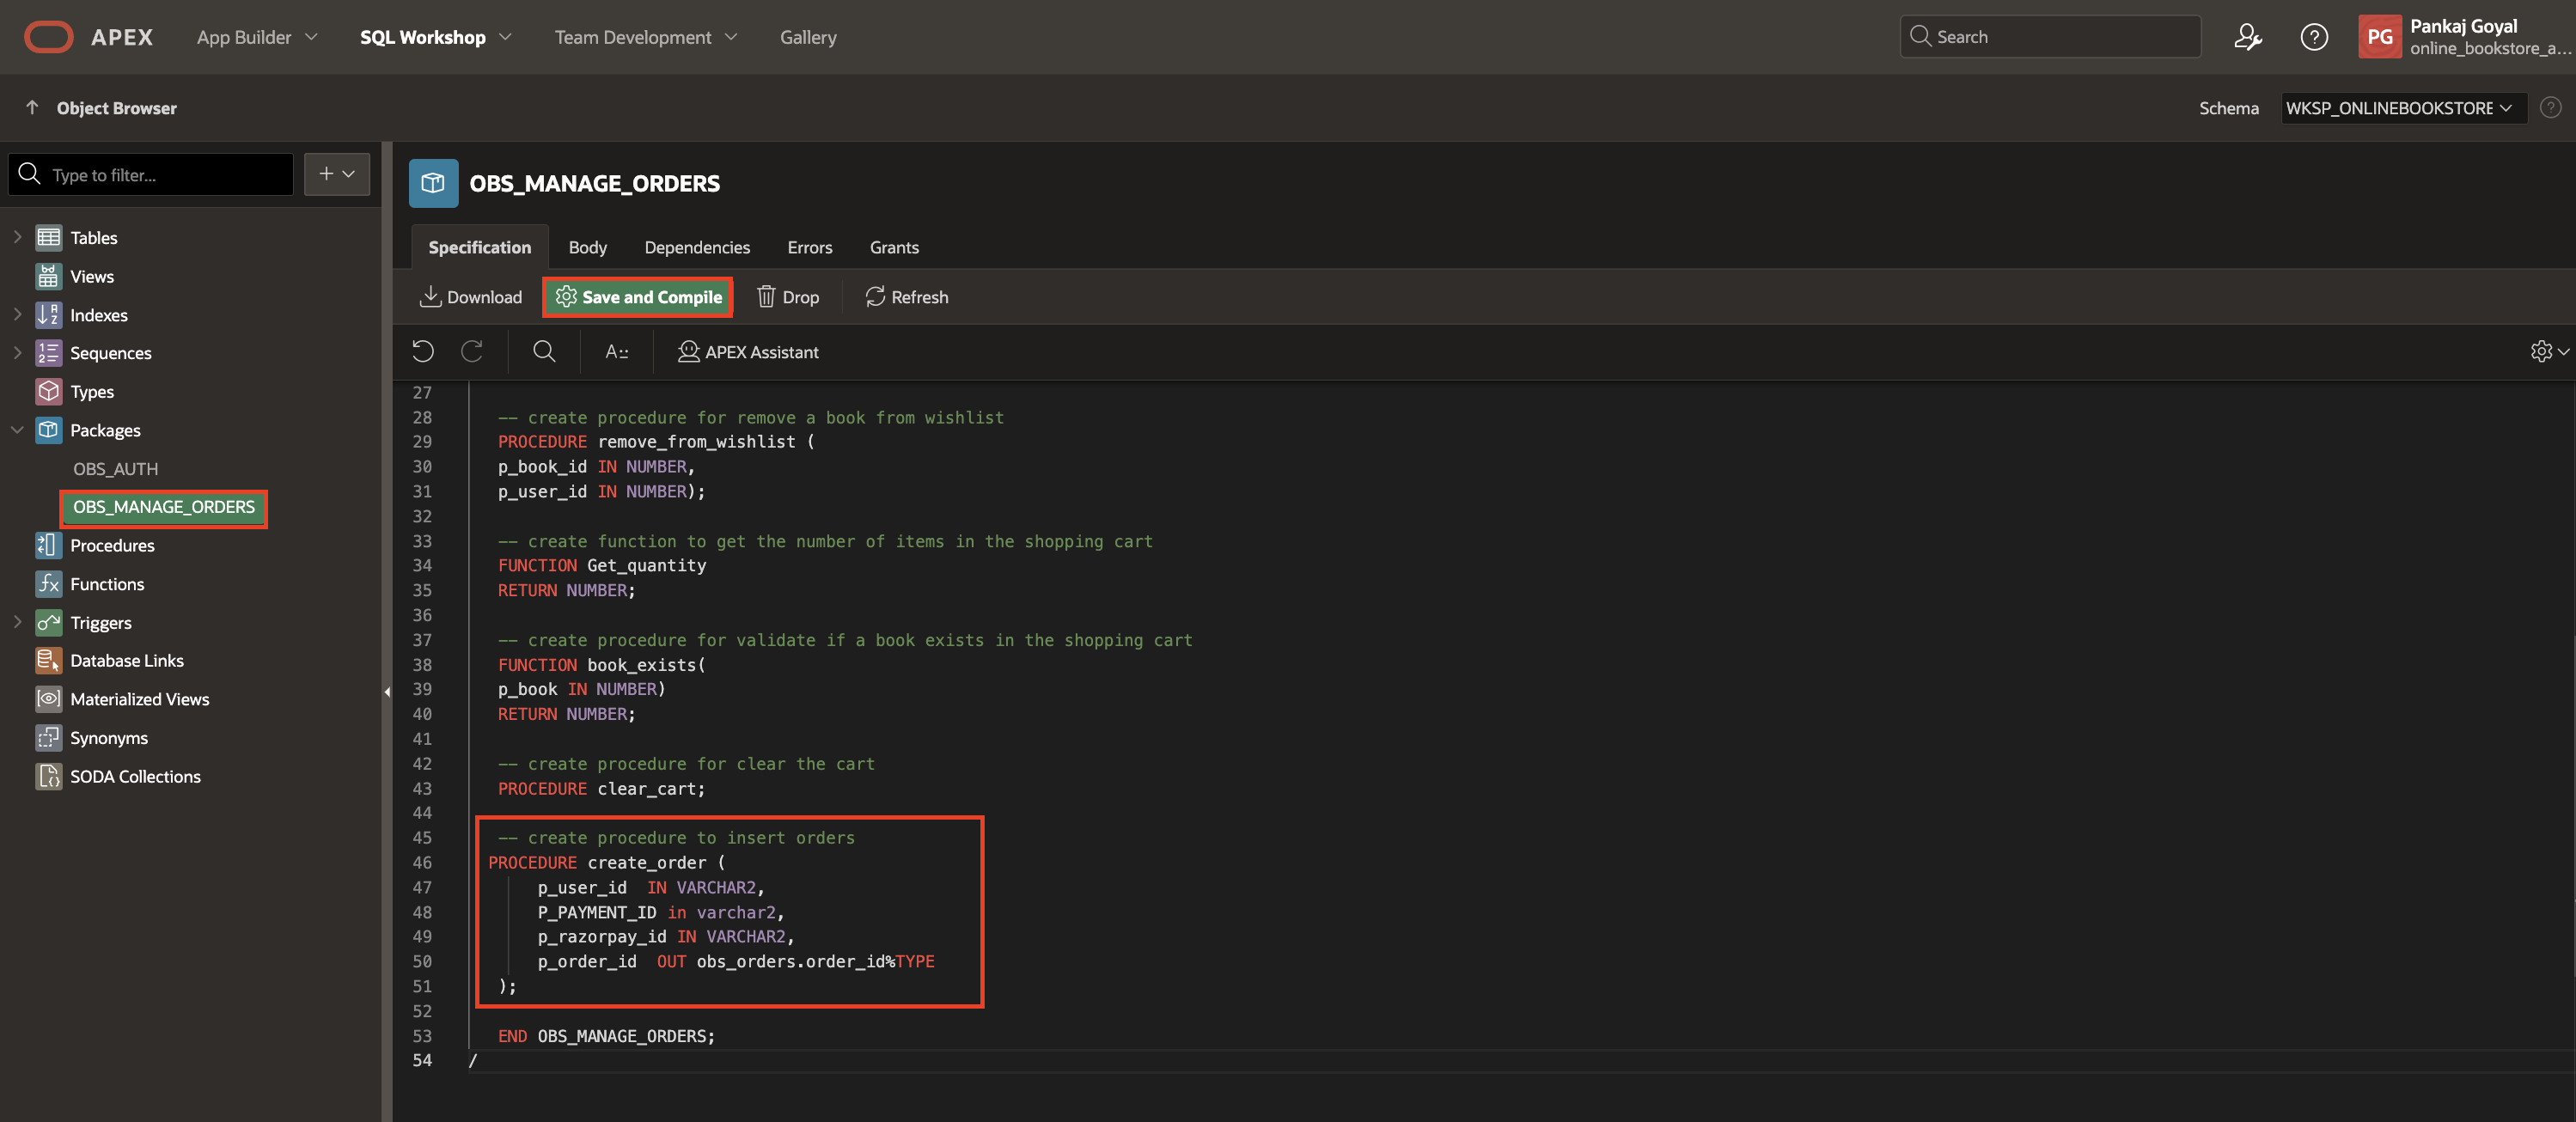 APEX App Builder SQL Workshop Team Development Gallery Search PG Pankaj Goyal
online_bookstore_a...
Object Browser Schema WKSP_ONLINEBOOKSTORE
Type to filter...
Tables
Views
Indexes
Sequences
Types
Packages
OBS_AUTH
OBS_MANAGE_ORDERS
Procedures
Functions
Triggers
Database Links
Materialized Views
Synonyms
SODA Collections
OBS_MANAGE_ORDERS
Specification Body Dependencies Errors Grants
Download Save and Compile Drop Refresh
A:: APEX Assistant
27
28 -- create procedure for remove a book from wishlist
29 PROCEDURE remove_from_wishlist (
30 p_book_id IN NUMBER,
31 p_user_id IN NUMBER);
32
33 -- create function to get the number of items in the shopping cart
34 FUNCTION Get_quantity
35 RETURN NUMBER;
36
37 -- create procedure for validate if a book exists in the shopping cart
38 FUNCTION book_exists(
39 p_book IN NUMBER)
40 RETURN NUMBER;
41
42 -- create procedure for clear the cart
43 PROCEDURE clear_cart;
44
45 -- create procedure to insert orders
46 PROCEDURE create_order (
47 p_user_id IN VARCHAR2,
48 P_PAYMENT_ID in varchar2,
49 p_razorpay_id IN VARCHAR2,
50 p_order_id OUT obs_orders.order_id%TYPE
51 );
52
53 END OBS_MANAGE_ORDERS;
54 /